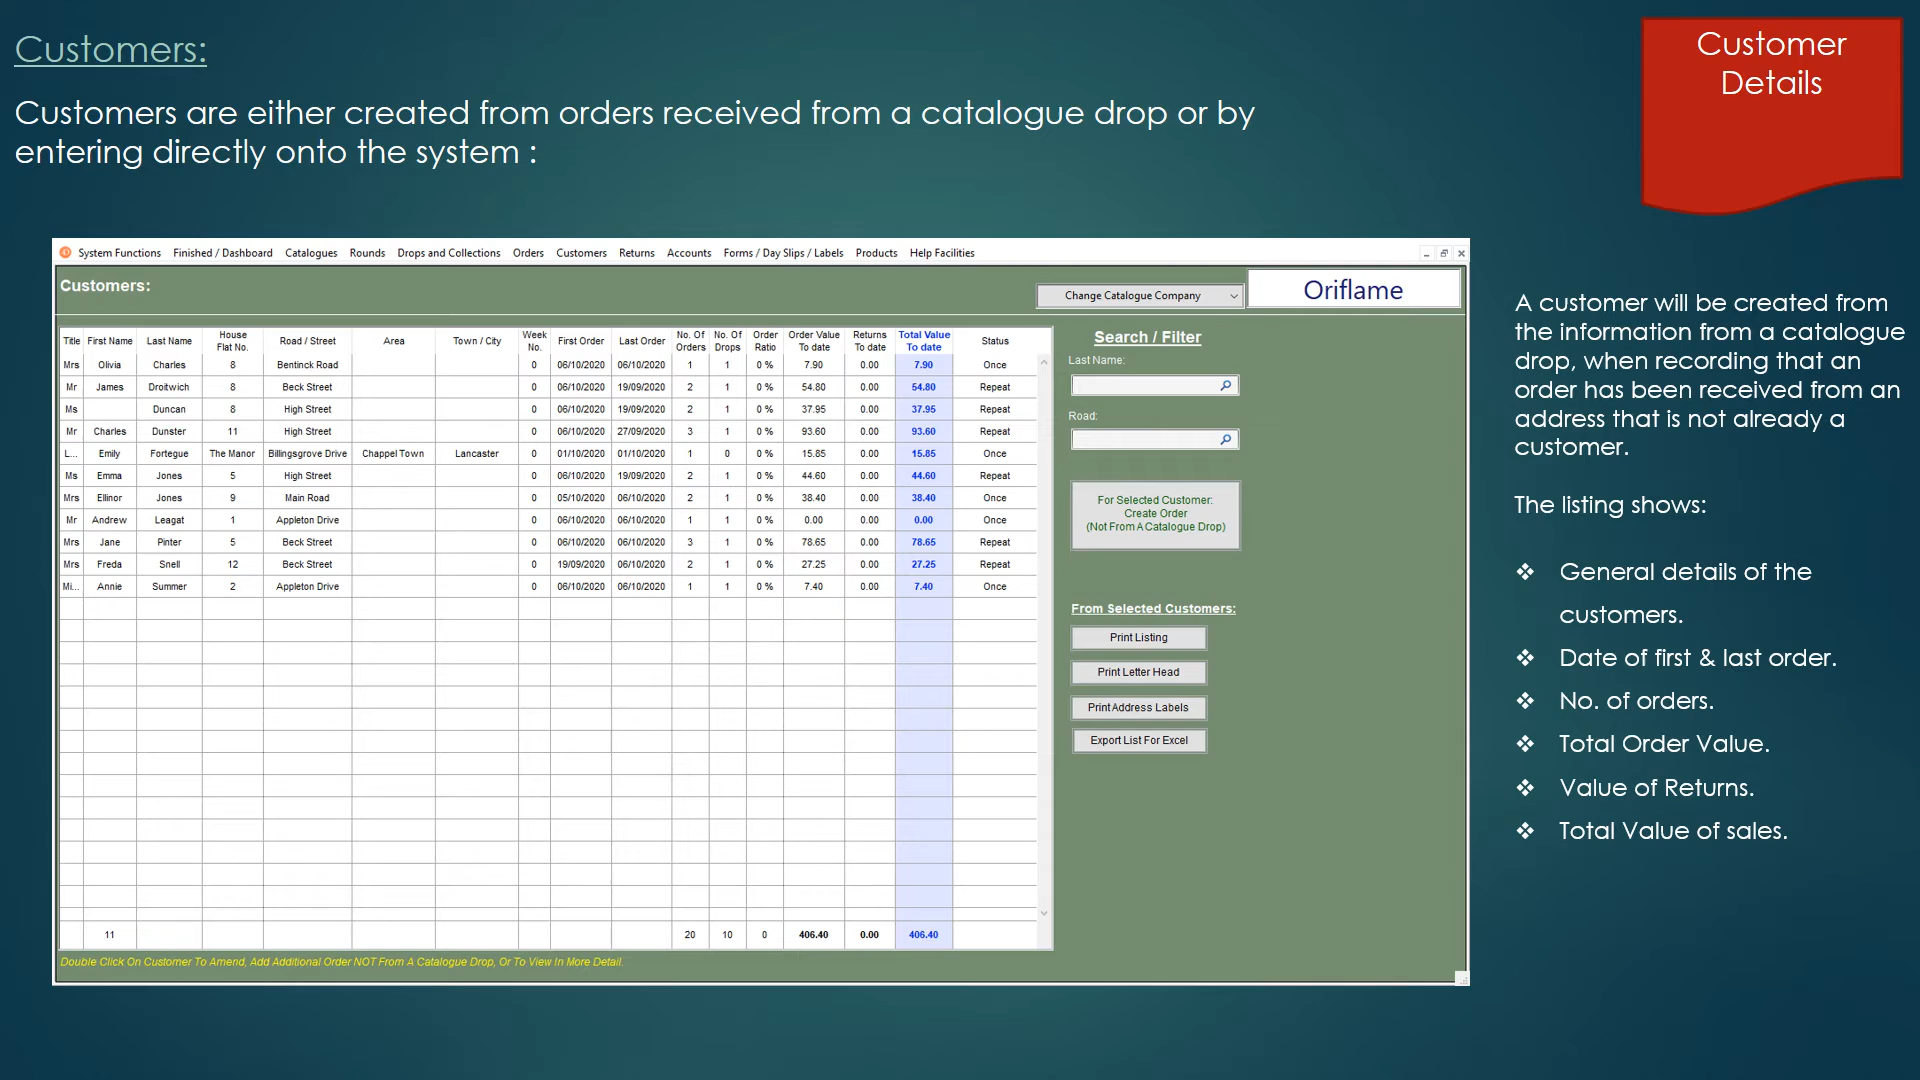 Customers:
Customer
Details
Customers are either created from orders received from a catalogue drop or by
entering directly onto the system :
System Functions Finished / Dashboard Catalogues Rounds Drops and Collections Orders Customers Returns Accounts Forms / Day Slips / Labels Products Help Facilities
Customers:
Change Catalogue Company
Oriflame
Title First Name Last Name House Flat No. Road / Street Area Town / City Week No. First Order Last Order No. Of Orders No. Of Drops Order Ratio Order Value To date Returns To date Total Value To date Status
Mrs Olivia Charles 8 Bentinck Road 0 06/10/2020 06/10/2020 1 1 0 % 7.90 0.00 7.90 Once
Mr James Droitwich 8 Beck Street 0 06/10/2020 19/09/2020 2 1 0 % 54.80 0.00 54.80 Repeat
Ms Duncan 8 High Street 0 06/10/2020 19/09/2020 2 1 0 % 37.95 0.00 37.95 Repeat
Mr Charles Dunster 11 High Street 0 06/10/2020 27/09/2020 3 1 0 % 93.60 0.00 93.60 Repeat
L... Emily Fortegue The Manor Billingsgrove Drive Chappel Town Lancaster 0 01/10/2020 01/10/2020 1 0 0 % 15.85 0.00 15.85 Once
Ms Emma Jones 5 High Street 0 06/10/2020 19/09/2020 2 1 0 % 44.60 0.00 44.60 Repeat
Mrs Ellinor Jones 9 Main Road 0 05/10/2020 06/10/2020 2 1 0 % 38.40 0.00 38.40 Once
Mr Andrew Leagat 1 Appleton Drive 0 06/10/2020 06/10/2020 1 1 0 % 0.00 0.00 0.00 Once
Mrs Jane Pinter 5 Beck Street 0 06/10/2020 06/10/2020 3 1 0 % 78.65 0.00 78.65 Repeat
Mrs Freda Snell 12 Beck Street 0 19/09/2020 06/10/2020 2 1 0 % 27.25 0.00 27.25 Repeat
Mi... Annie Summer 2 Appleton Drive 0 06/10/2020 06/10/2020 1 1 0 % 7.40 0.00 7.40 Once
11 20 10 0 406.40 0.00 406.40
Double Click On Customer To Amend, Add Additional Order NOT From A Catalogue Drop, Or To View In More Detail.
Search / Filter
Last Name:
Road:
For Selected Customer:
Create Order
(Not From A Catalogue Drop)
From Selected Customers:
Print Listing
Print Letter Head
Print Address Labels
Export List For Excel
A customer will be created from
the information from a catalogue
drop, when recording that an
order has been received from an
address that is not already a
customer.
The listing shows:
❖ General details of the
customers.
❖ Date of first & last order.
❖ No. of orders.
❖ Total Order Value.
❖ Value of Returns.
❖ Total Value of sales.